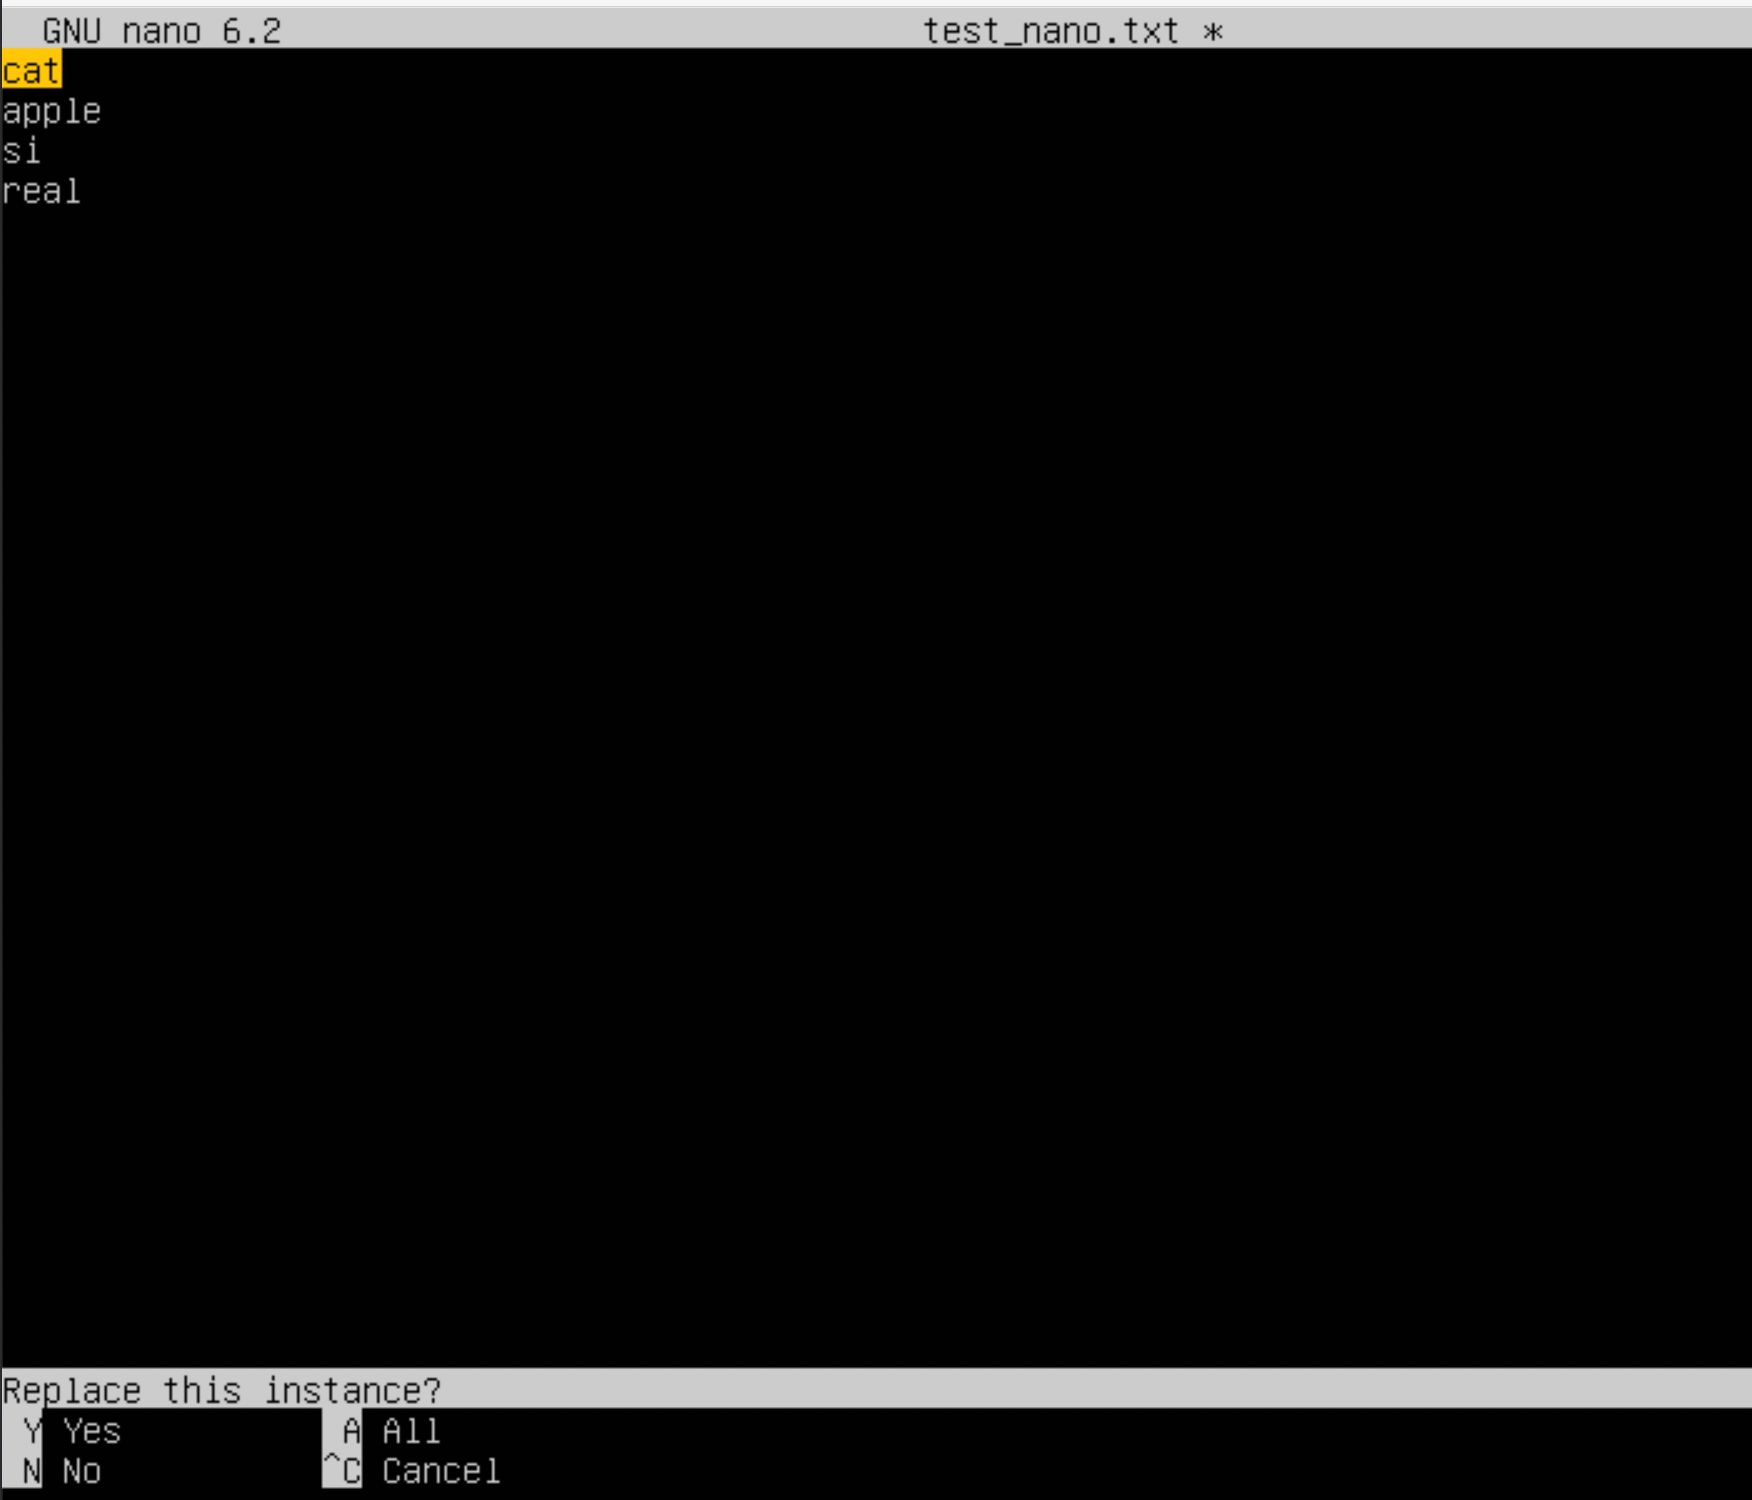 GNU nano 6.2 test_nano.txt *
cat
apple
si
real
Replace this instance?
Y Yes A All
N No ^C Cancel